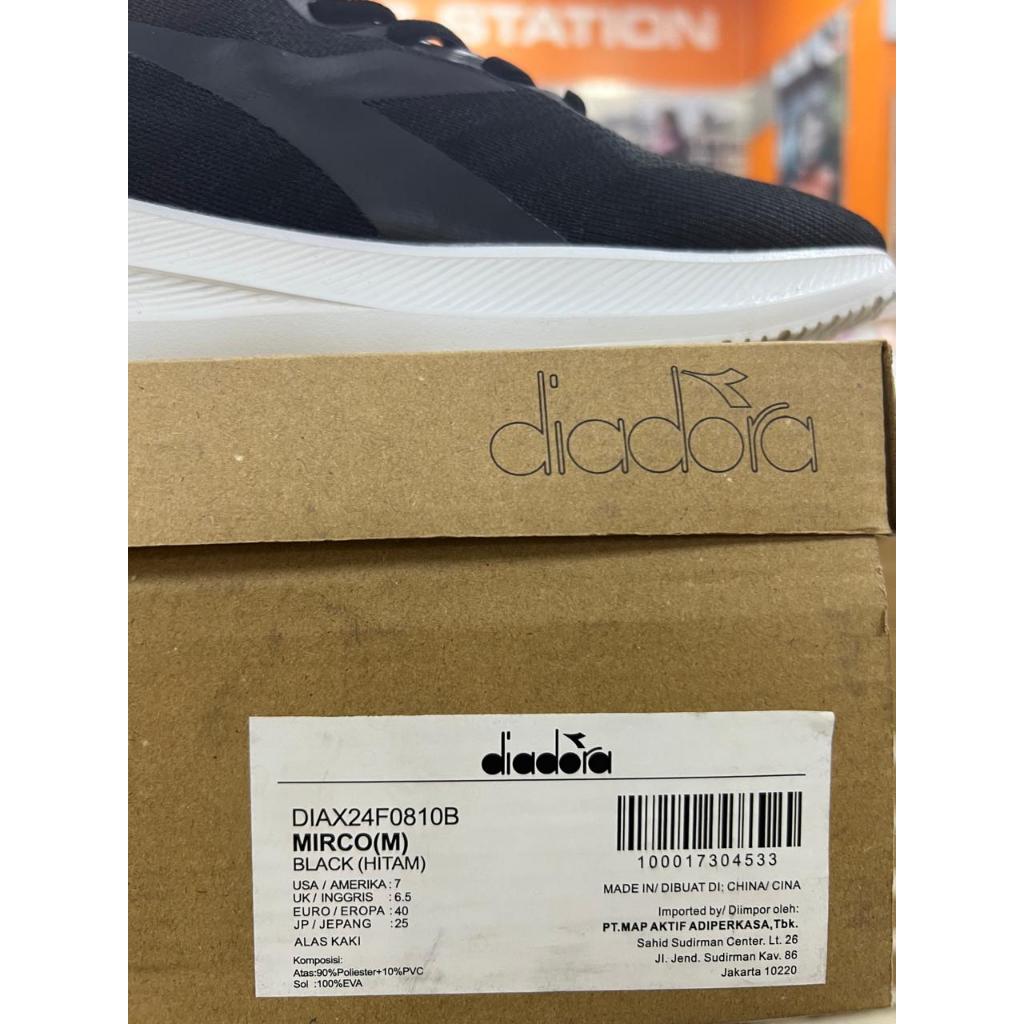 STATION
diadora
diadora
DIAX24F0810B
MIRCO(M)
BLACK (HITAM)
USA / AMERIKA : 7
UK / INGGRIS : 6.5
EURO / EROPA : 40
JP / JEPANG : 25
ALAS KAKI
Komposisi:
Atas:90%Poliester+10%PVC
Sol :100%EVA
100017304533
MADE IN/ DIBUAT DI: CHINA/ CINA
Imported by/ Diimpor oleh:
PT.MAP AKTIF ADIPERKASA,Tbk.
Sahid Sudirman Center. Lt. 26
Jl. Jend. Sudirman Kav. 86
Jakarta 10220